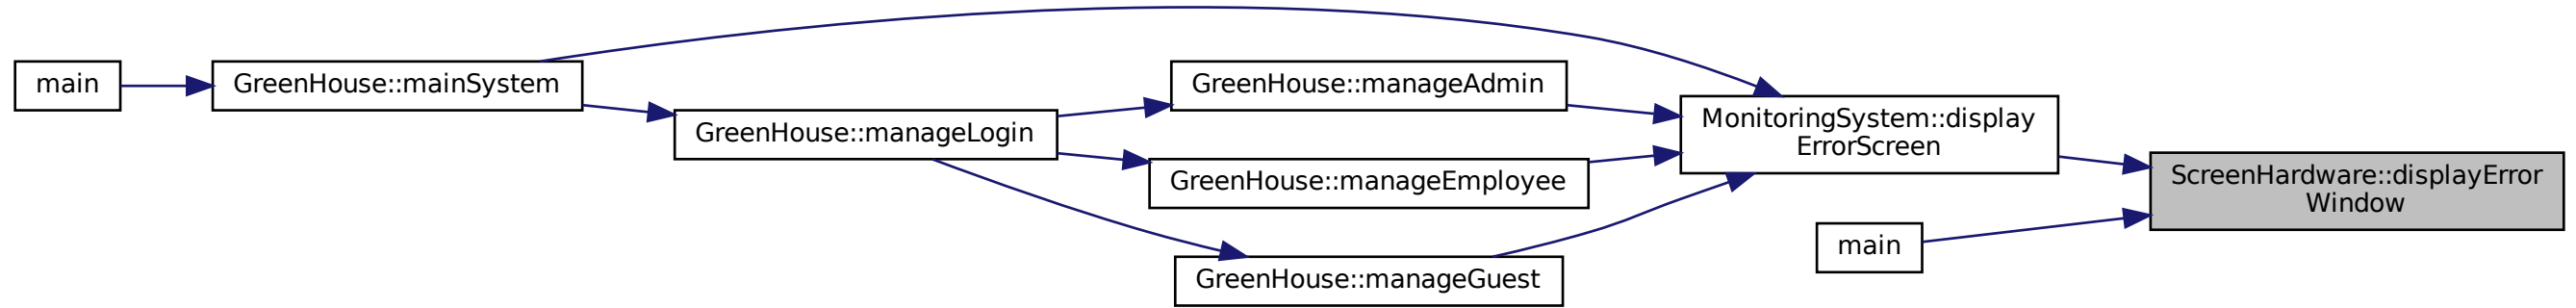 main
GreenHouse::mainSystem
GreenHouse::manageLogin
GreenHouse::manageAdmin
GreenHouse::manageEmployee
GreenHouse::manageGuest
MonitoringSystem::display
ErrorScreen
main
ScreenHardware::displayError
Window